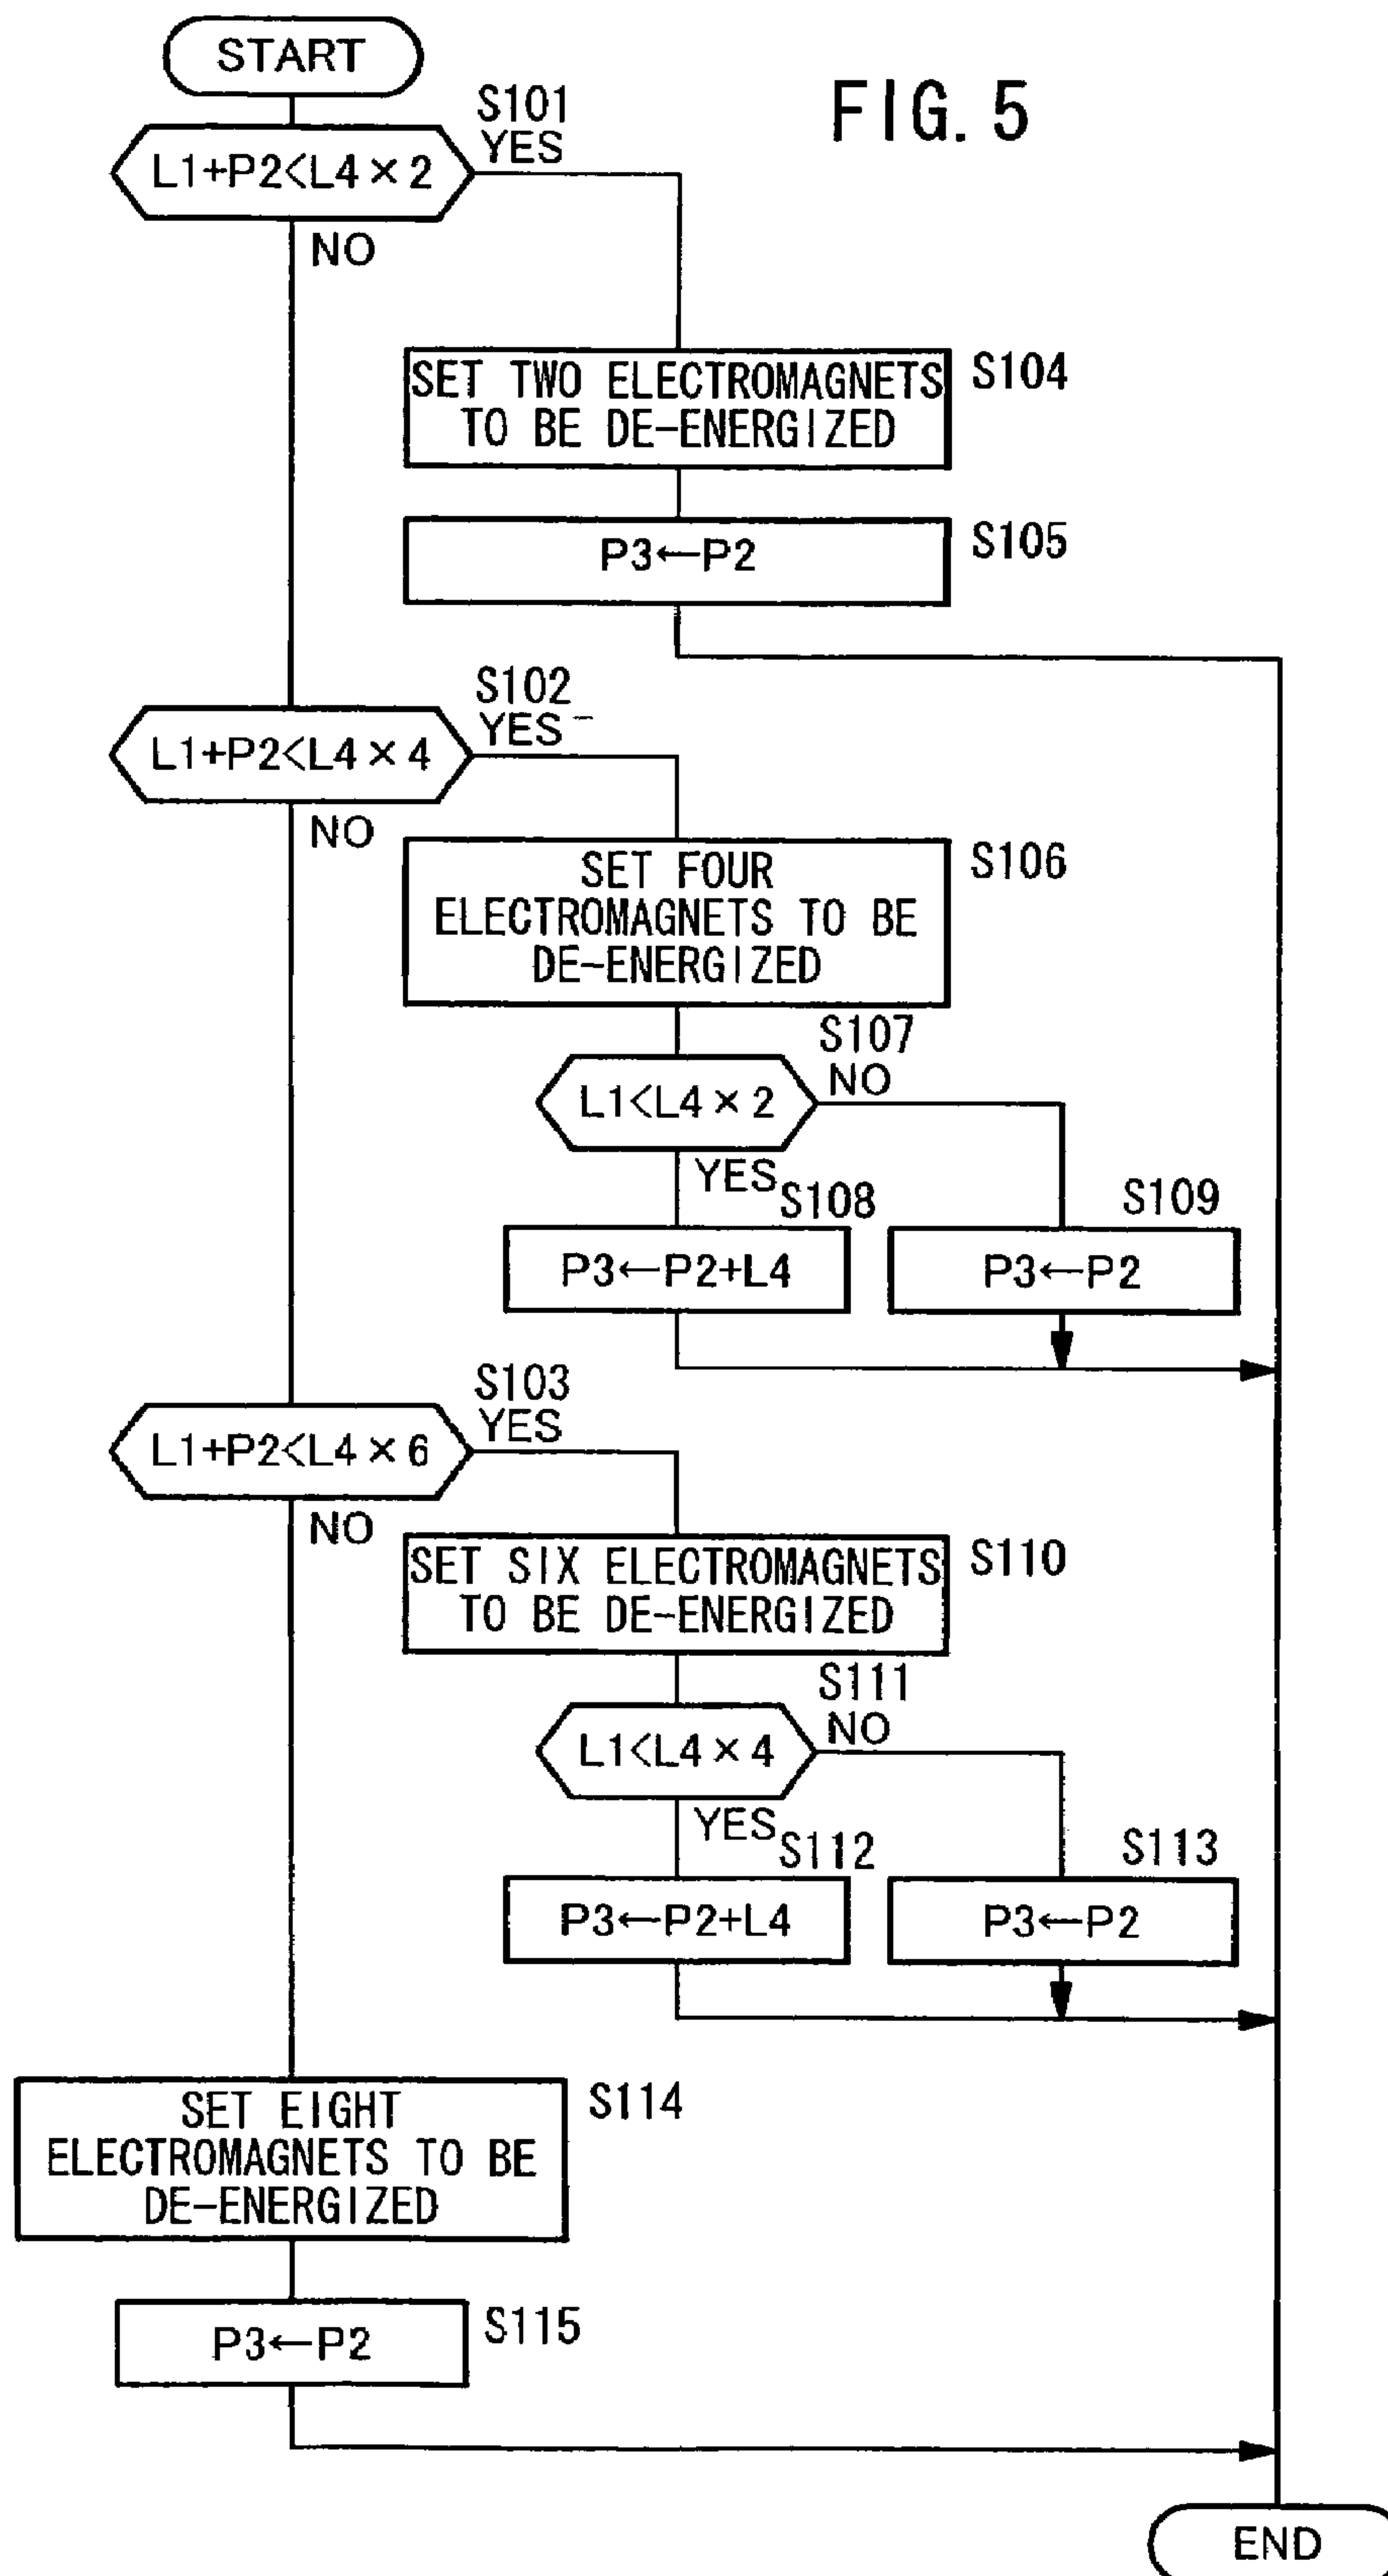 START
FIG. 5
S101
YES
L1+P2<L4×2
NO
SET TWO ELECTROMAGNETS
TO BE DE-ENERGIZED
S104
P3←P2
S105
S102
YES
L1+P2<L4×4
NO
SET FOUR
ELECTROMAGNETS TO BE
DE-ENERGIZED
S106
S107
NO
L1<L4×2
YES
S108
S109
P3←P2+L4
P3←P2
S103
YES
L1+P2<L4×6
NO
SET SIX ELECTROMAGNETS
TO BE DE-ENERGIZED
S110
S111
NO
L1<L4×4
YES
S112
S113
P3←P2+L4
P3←P2
SET EIGHT
ELECTROMAGNETS TO BE
DE-ENERGIZED
S114
P3←P2
S115
END